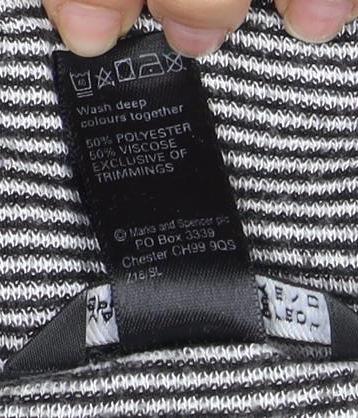 Wash deep
colours together
50% POLYESTER
50% VISCOSE
EXCLUSIVE OF
TRIMMINGS
© Marks and Spencer plc
PO Box 3339
Chester CH99 9QS